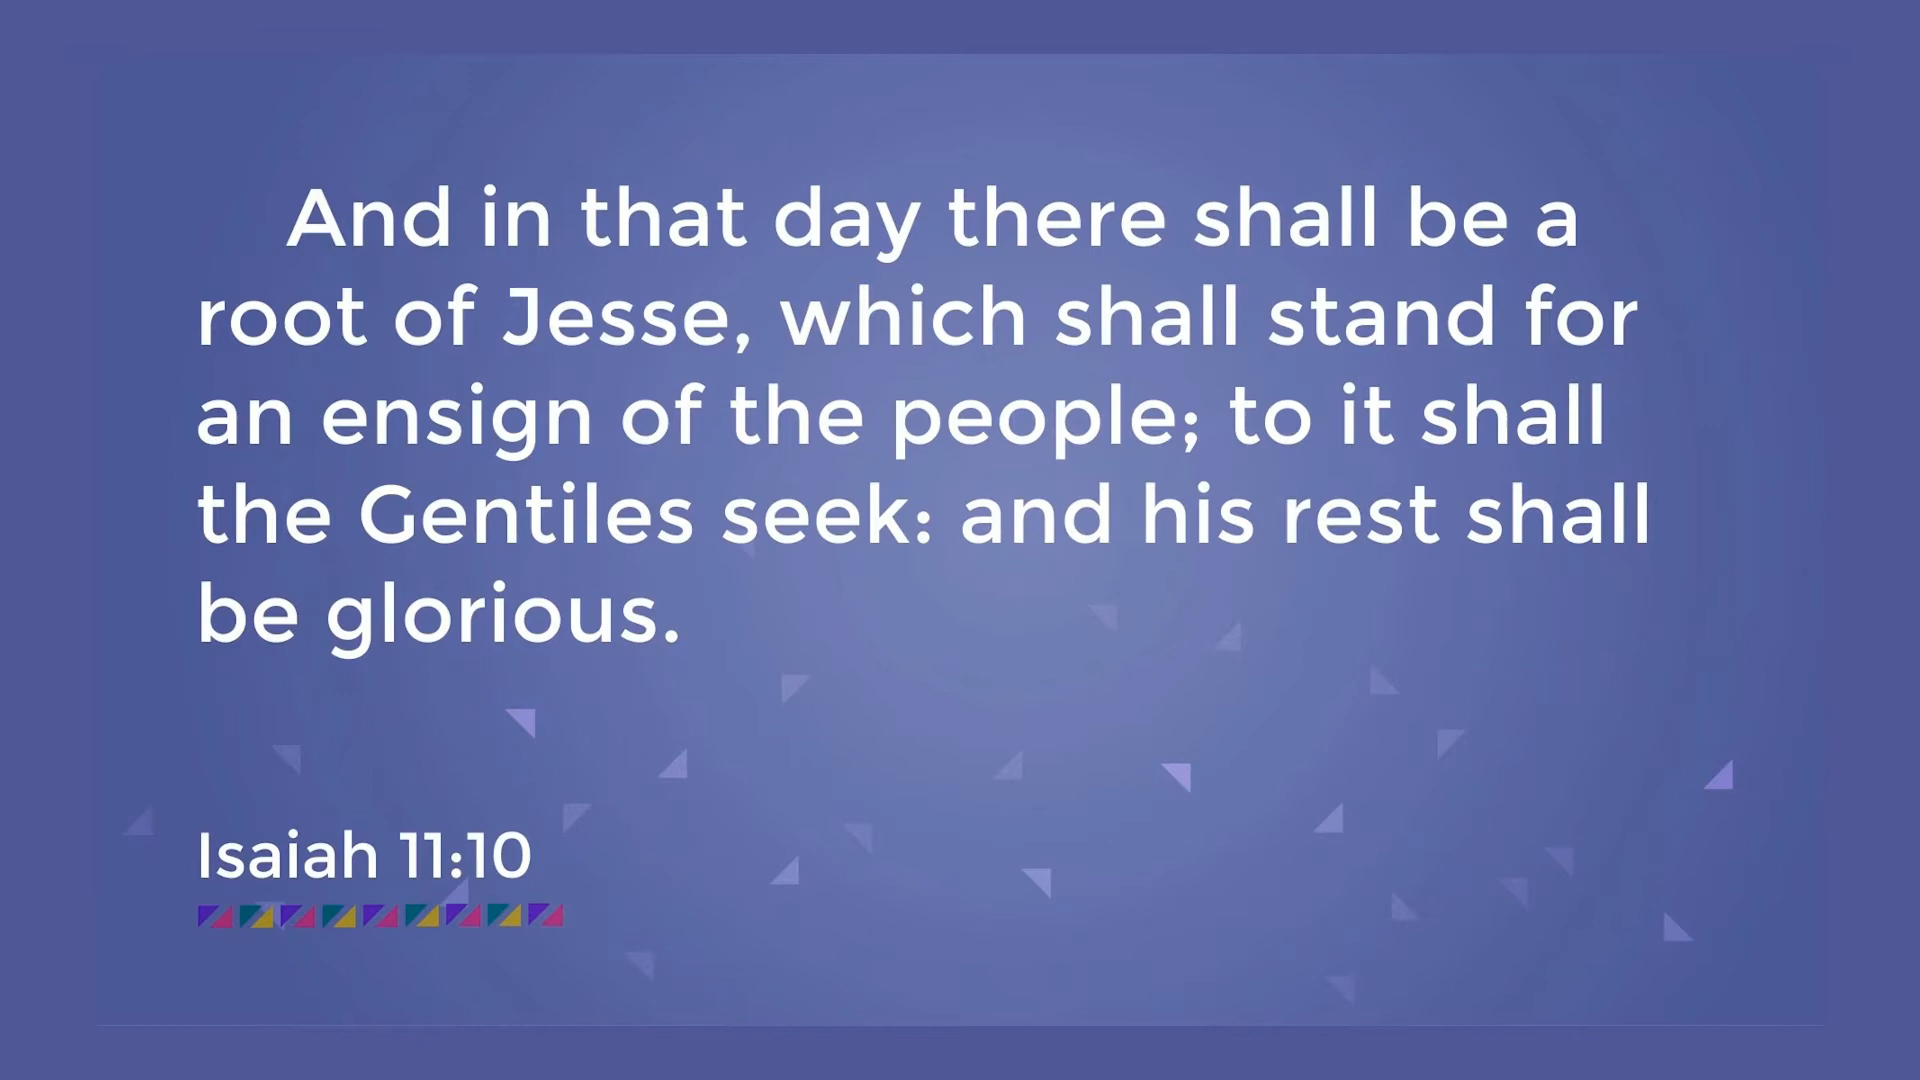 And in that day there shall be a
root of Jesse, which shall stand for
an ensign of the people; to it shall
the Gentiles seek: and his rest shall
be glorious.
Isaiah 11:10